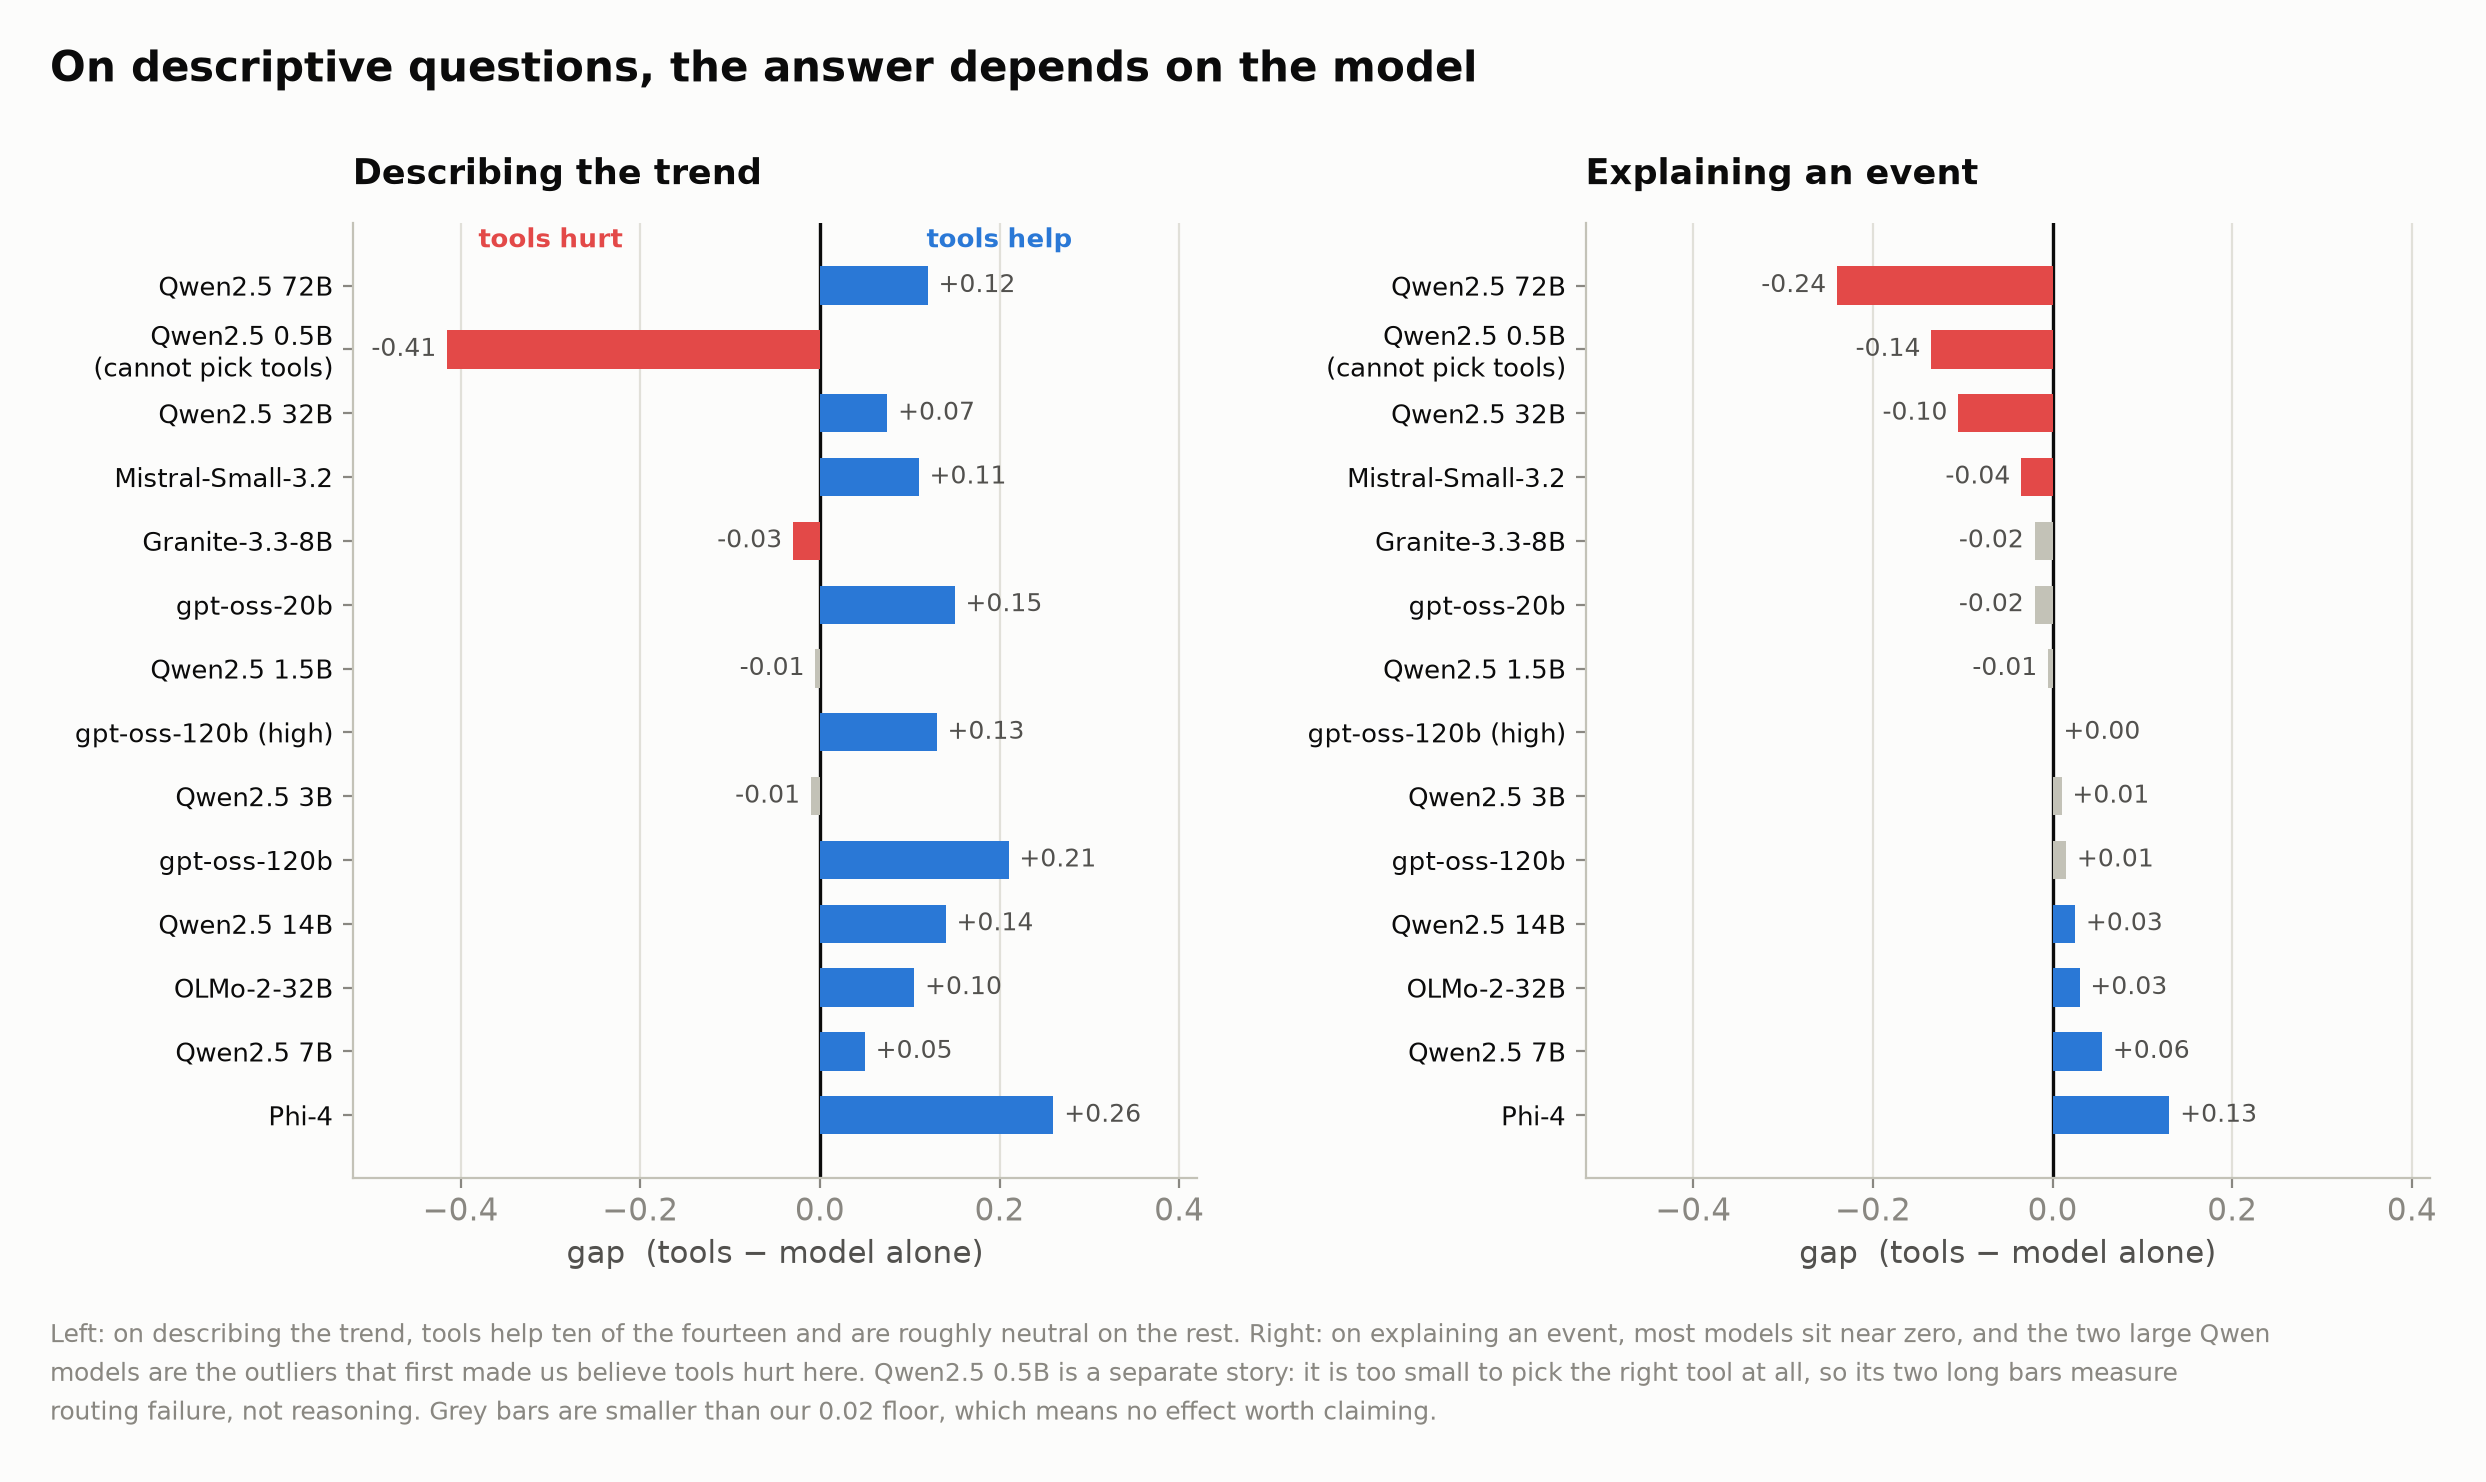 On descriptive questions, the answer depends on the model
Describing the trend
tools hurt
tools help
Qwen2.5 72B
+0.12
Qwen2.5 0.5B
(cannot pick tools)
-0.41
Qwen2.5 32B
+0.07
Mistral-Small-3.2
+0.11
Granite-3.3-8B
-0.03
gpt-oss-20b
+0.15
Qwen2.5 1.5B
-0.01
gpt-oss-120b (high)
+0.13
Qwen2.5 3B
-0.01
gpt-oss-120b
+0.21
Qwen2.5 14B
+0.14
OLMo-2-32B
+0.10
Qwen2.5 7B
+0.05
Phi-4
+0.26
−0.4
−0.2
0.0
0.2
0.4
gap (tools − model alone)
Explaining an event
Qwen2.5 72B
-0.24
Qwen2.5 0.5B
(cannot pick tools)
-0.14
Qwen2.5 32B
-0.10
Mistral-Small-3.2
-0.04
Granite-3.3-8B
-0.02
gpt-oss-20b
-0.02
Qwen2.5 1.5B
-0.01
gpt-oss-120b (high)
+0.00
Qwen2.5 3B
+0.01
gpt-oss-120b
+0.01
Qwen2.5 14B
+0.03
OLMo-2-32B
+0.03
Qwen2.5 7B
+0.06
Phi-4
+0.13
−0.4
−0.2
0.0
0.2
0.4
gap (tools − model alone)
Left: on describing the trend, tools help ten of the fourteen and are roughly neutral on the rest. Right: on explaining an event, most models sit near zero, and the two large Qwen
models are the outliers that first made us believe tools hurt here. Qwen2.5 0.5B is a separate story: it is too small to pick the right tool at all, so its two long bars measure
routing failure, not reasoning. Grey bars are smaller than our 0.02 floor, which means no effect worth claiming.